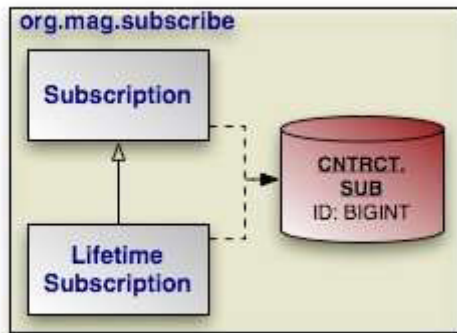 org.mag.subscribe
Subscription
CNTRCT.
SUB
ID: BIGINT
Lifetime
Subscription